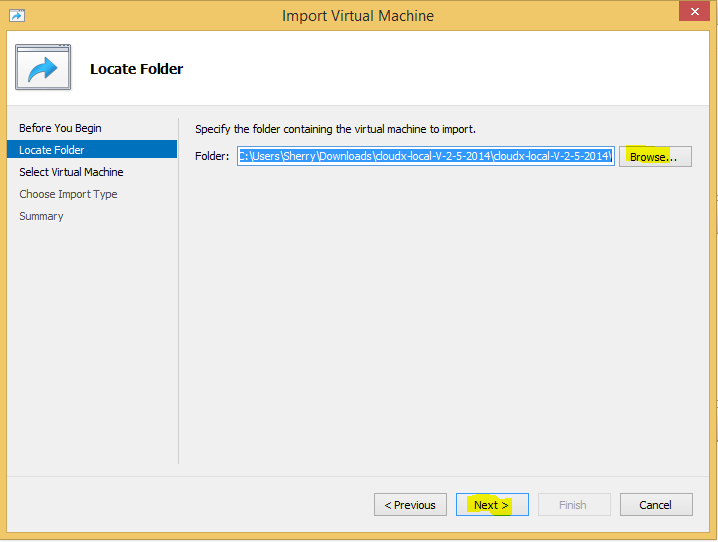 Import Virtual Machine
Locate Folder
Before You Begin
Locate Folder
Select Virtual Machine
Choose Import Type
Summary
Specify the folder containing the virtual machine to import.
Folder: C:\Users\Sherry\Downloads\cloudx-local-V-2-5-2014\cloudx-local-V-2-5-2014\ Browse...
< Previous Next > Finish Cancel